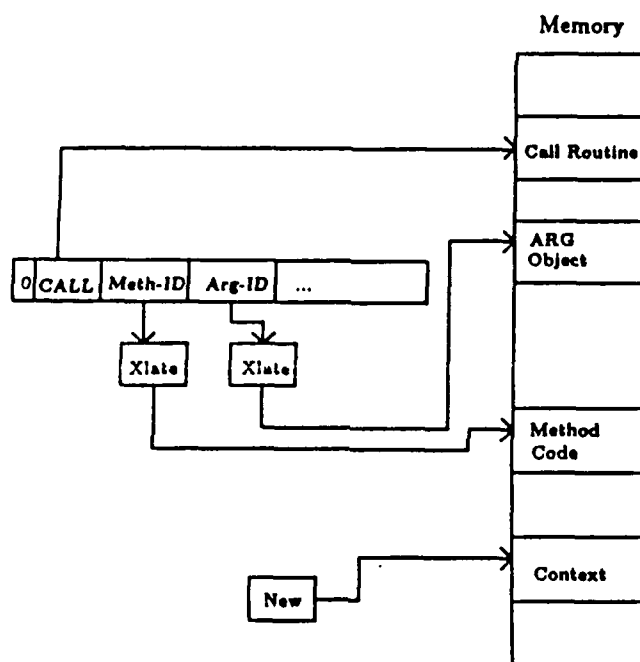 Memory
Call Routine
ARG
Object
0 CALL Meth-ID Arg-ID ...
Xlate Xlate
Method
Code
Context
New